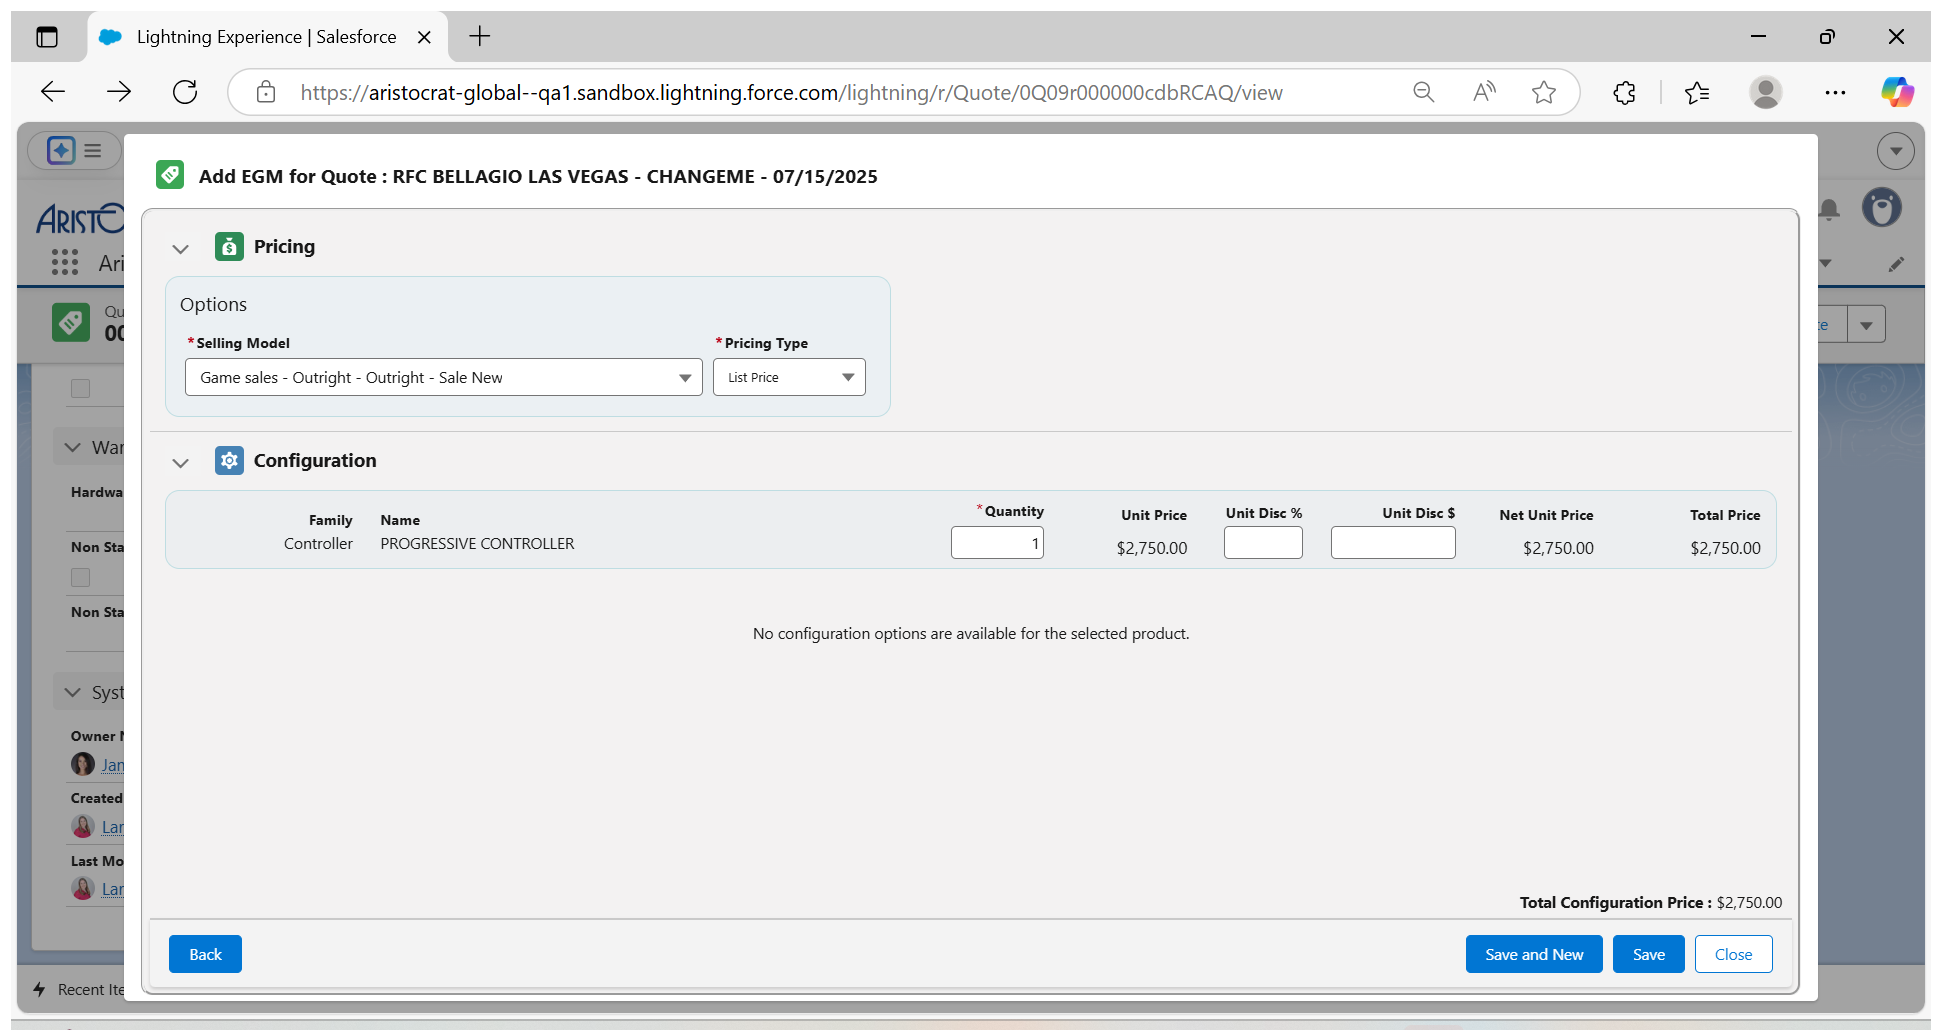 Lightning Experience | Salesforce
https://aristocrat-global--qa1.sandbox.lightning.force.com/lightning/r/Quote/0Q09r000000cdbRCAQ/view
Add EGM for Quote : RFC BELLAGIO LAS VEGAS - CHANGEME - 07/15/2025
ARISTO
Ari
Qu
00
Pricing
Options
*Selling Model *Pricing Type
Game sales - Outright - Outright - Sale New List Price
Configuration
Family Name *Quantity Unit Price Unit Disc % Unit Disc $ Net Unit Price Total Price
Controller PROGRESSIVE CONTROLLER 1 $2,750.00 $2,750.00 $2,750.00
No configuration options are available for the selected product.
War
Hardwa
Non Sta
Non Sta
Syst
Owner N
Jan
Created
Lar
Last Mo
Lar
Total Configuration Price : $2,750.00
Back Save and New Save Close
Recent Ite